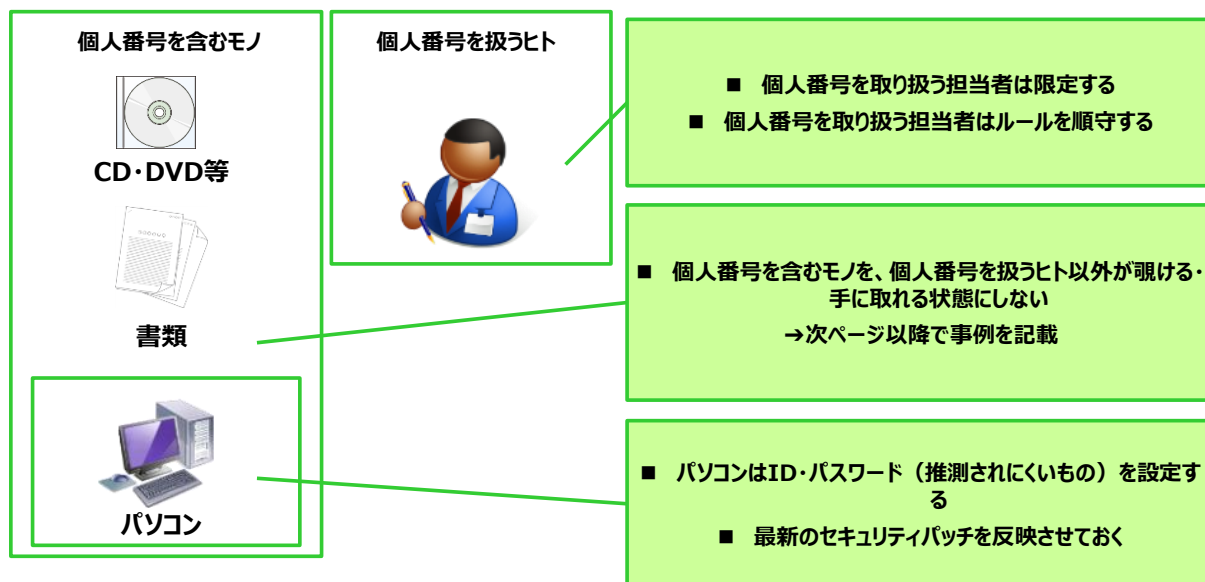 個人番号を含むモノ
CD・DVD等
書類
パソコン
個人番号を扱うヒト
■ 個人番号を取り扱う担当者は限定する
■ 個人番号を取り扱う担当者はルールを順守する
■ 個人番号を含むモノを、個人番号を扱うヒト以外が覗ける・
手に取れる状態にしない
→次ページ以降で事例を記載
■ パソコンはID・パスワード（推測されにくいもの）を設定す
る
■ 最新のセキュリティパッチを反映させておく